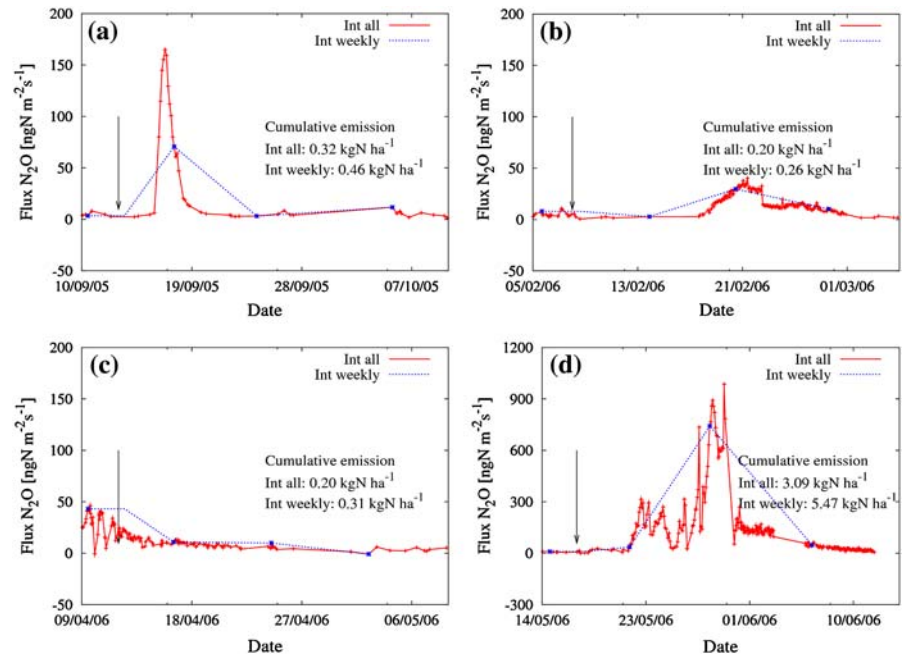 (a)
Int all
Int weekly
Flux N₂O [ngN m⁻²s⁻¹]
200
150
100
50
0
-50
Cumulative emission
Int all: 0.32 kgN ha⁻¹
Int weekly: 0.46 kgN ha⁻¹
10/09/05 19/09/05 28/09/05 07/10/05
Date
(b)
Int all
Int weekly
Flux N₂O [ngN m⁻²s⁻¹]
200
150
100
50
0
-50
Cumulative emission
Int all: 0.20 kgN ha⁻¹
Int weekly: 0.26 kgN ha⁻¹
05/02/06 13/02/06 21/02/06 01/03/06
Date
(c)
Int all
Int weekly
Flux N₂O [ngN m⁻²s⁻¹]
200
150
100
50
0
-50
Cumulative emission
Int all: 0.20 kgN ha⁻¹
Int weekly: 0.31 kgN ha⁻¹
09/04/06 18/04/06 27/04/06 06/05/06
Date
(d)
Int all
Int weekly
Flux N₂O [ngN m⁻²s⁻¹]
1200
900
600
300
0
-300
Cumulative emission
Int all: 3.09 kgN ha⁻¹
Int weekly: 5.47 kgN ha⁻¹
14/05/06 23/05/06 01/06/06 10/06/06
Date